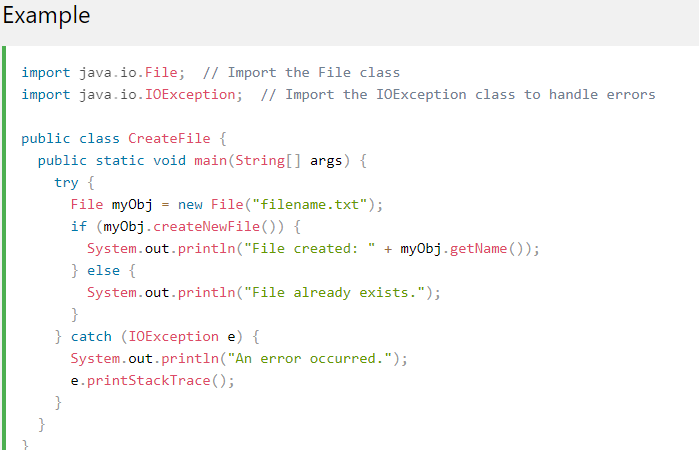 Example
import java.io.File;  // Import the File class
import java.io.IOException;  // Import the IOException class to handle errors

public class CreateFile {
  public static void main(String[] args) {
    try {
      File myObj = new File("filename.txt");
      if (myObj.createNewFile()) {
        System.out.println("File created: " + myObj.getName());
      } else {
        System.out.println("File already exists.");
      }
    } catch (IOException e) {
      System.out.println("An error occurred.");
      e.printStackTrace();
    }
  }
}